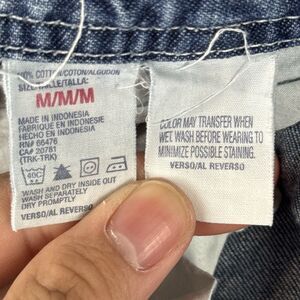 100% COTTON/COTON/ALGODON
SIZE/TAILLE/TALLA:
M/M/M
MADE IN INDONESIA
FABRIQUE EN INDONESIE
HECHO EN INDONESIA
RN# 66476
CA# 20781
(TRK-TRK)
40C
WASH AND DRY INSIDE OUT
WASH SEPARATELY
DRY PROMPTLY
VERSO/AL REVERSO
COLOR MAY TRANSFER WHEN
WET. WASH BEFORE WEARING TO
MINIMIZE POSSIBLE STAINING.
VERSO/AL REVERSO